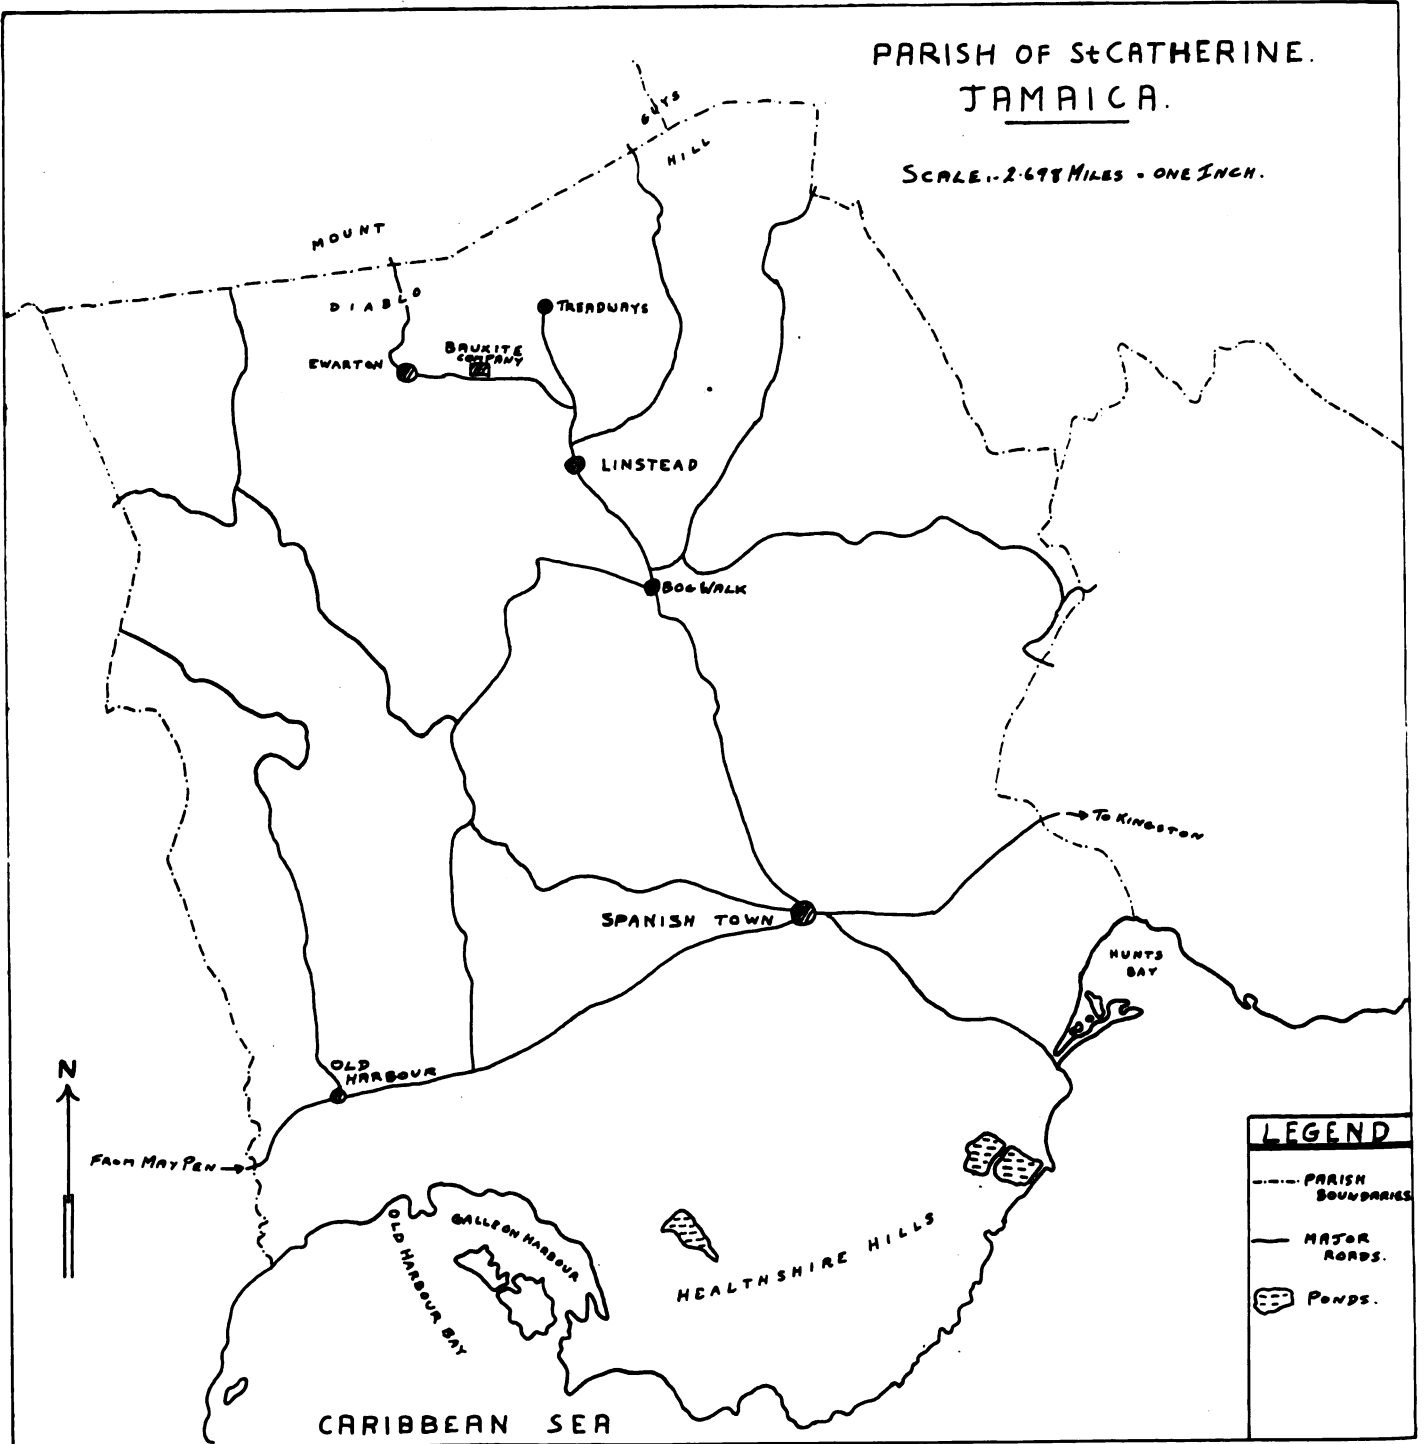 PARISH OF St CATHERINE.
JAMAICA.
SCALE:- 2.698 MILES = ONE INCH.
GUYS
HILL
MOUNT
DIABLO
TREADWAYS
BAUXITE
COMPANY
EWARTON
LINSTEAD
BOG WALK
→ TO KINGSTON
SPANISH TOWN
HUNTS
BAY
OLD
HARBOUR
N
FROM MAY PEN →
GALLEON HARBOUR
OLD HARBOUR BAY
HEALTHSHIRE HILLS
CARIBBEAN SEA
LEGEND
PARISH
BOUNDARIES
MAJOR
ROADS.
PONDS.